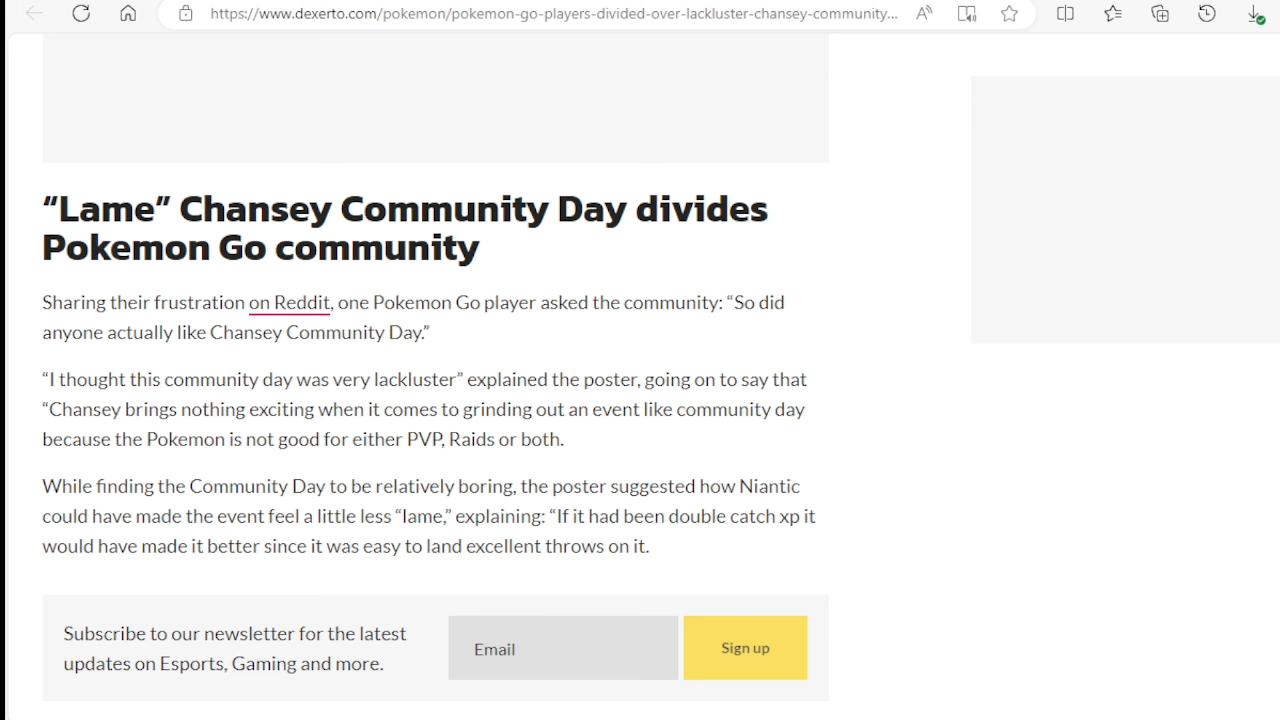 https://www.dexerto.com/pokemon/pokemon-go-players-divided-over-lackluster-chansey-community...
“Lame” Chansey Community Day divides
Pokemon Go community
Sharing their frustration on Reddit, one Pokemon Go player asked the community: “So did
anyone actually like Chansey Community Day.”
“I thought this community day was very lackluster” explained the poster, going on to say that
“Chansey brings nothing exciting when it comes to grinding out an event like community day
because the Pokemon is not good for either PVP, Raids or both.
While finding the Community Day to be relatively boring, the poster suggested how Niantic
could have made the event feel a little less “lame,” explaining: “If it had been double catch xp it
would have made it better since it was easy to land excellent throws on it.
Subscribe to our newsletter for the latest
updates on Esports, Gaming and more.
Email
Sign up